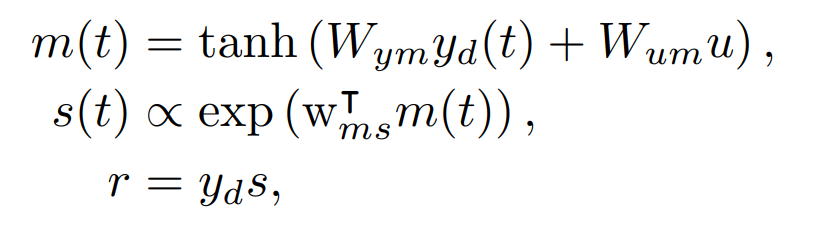 m(t) = tanh (W_{ym}y_d(t) + W_{um}u) ,
s(t) ∝ exp (w_{ms}^⊺ m(t)) ,
r = y_d s,